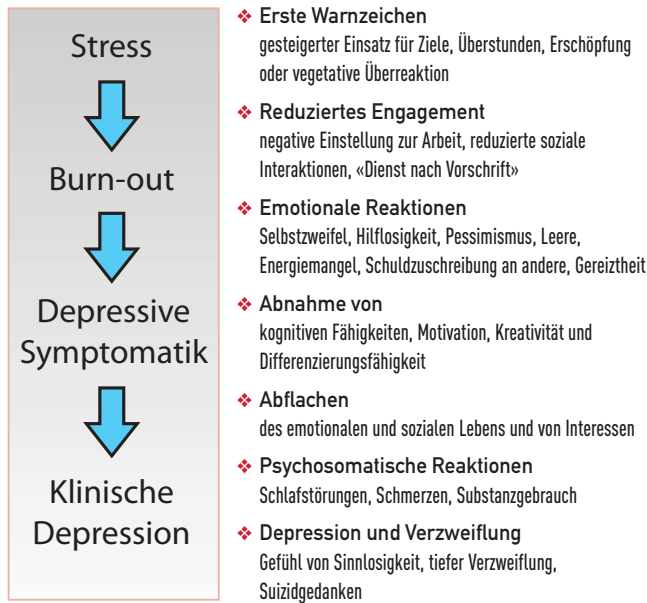 Stress
Burn-out
Depressive
Symptomatik
Klinische
Depression
❖ Erste Warnzeichen
gesteigerter Einsatz für Ziele, Überstunden, Erschöpfung
oder vegetative Überreaktion
❖ Reduziertes Engagement
negative Einstellung zur Arbeit, reduzierte soziale
Interaktionen, «Dienst nach Vorschrift»
❖ Emotionale Reaktionen
Selbstzweifel, Hilflosigkeit, Pessimismus, Leere,
Energiemangel, Schuldzuschreibung an andere, Gereiztheit
❖ Abnahme von
kognitiven Fähigkeiten, Motivation, Kreativität und
Differenzierungsfähigkeit
❖ Abflachen
des emotionalen und sozialen Lebens und von Interessen
❖ Psychosomatische Reaktionen
Schlafstörungen, Schmerzen, Substanzgebrauch
❖ Depression und Verzweiflung
Gefühl von Sinnlosigkeit, tiefer Verzweiflung,
Suizidgedanken